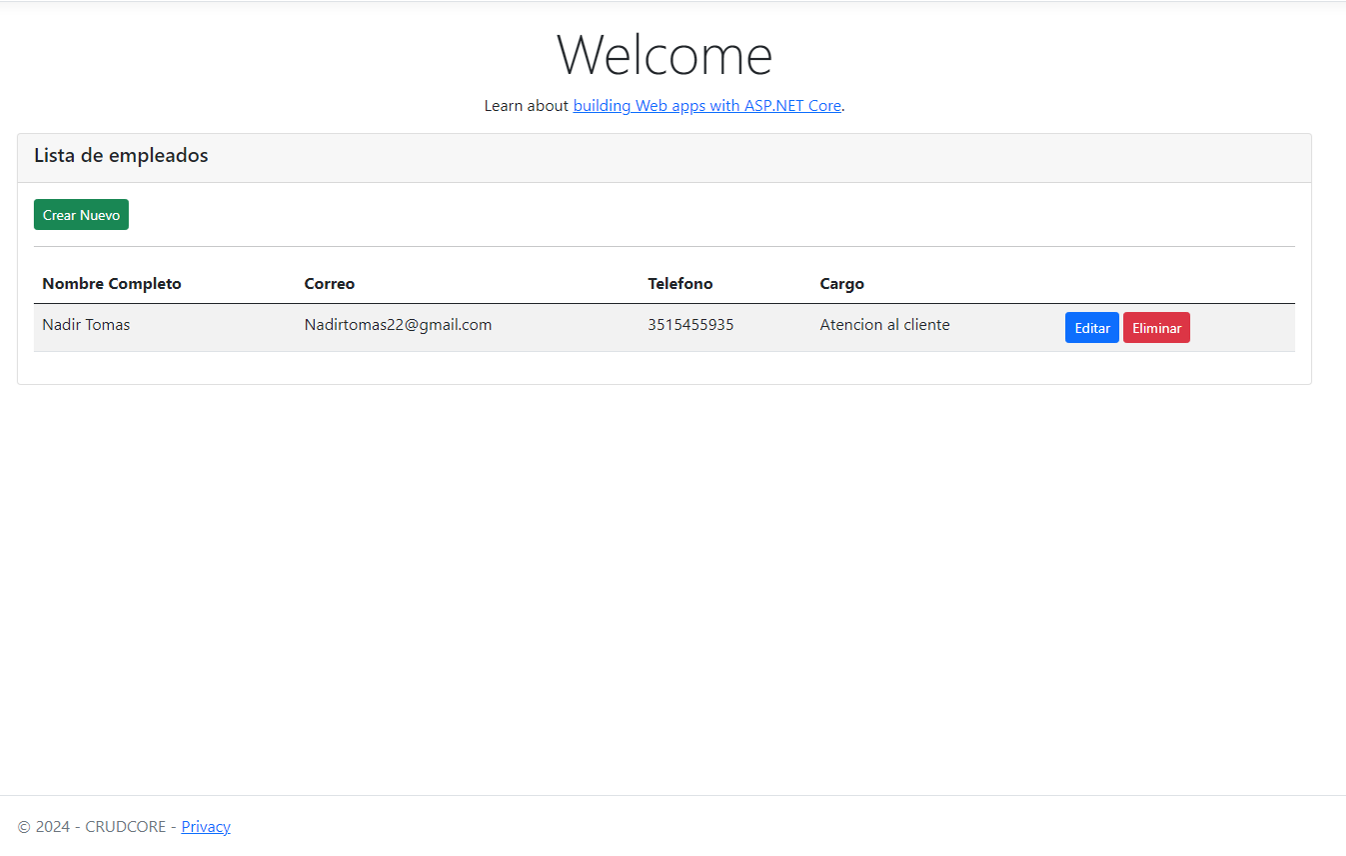 Welcome
Learn about building Web apps with ASP.NET Core.
Lista de empleados
Crear Nuevo
Nombre Completo Correo Telefono Cargo
Nadir Tomas Nadirtomas22@gmail.com 3515455935 Atencion al cliente Editar Eliminar
© 2024 - CRUDCORE - Privacy